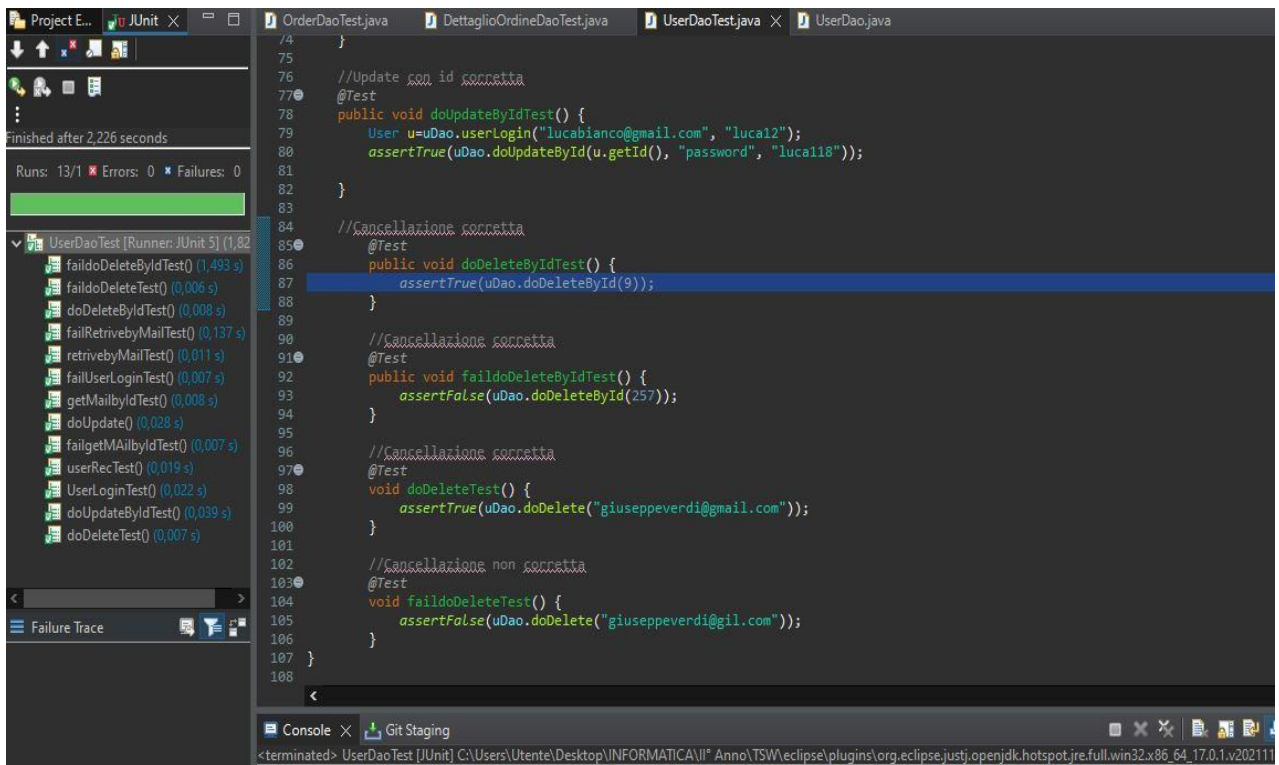 Project E...
JUnit
OrderDaoTest.java
DettaglioOrdineDaoTest.java
UserDaoTest.java
UserDao.java
Finished after 2,226 seconds
Runs: 13/1 Errors: 0 Failures: 0
UserDaoTest [Runner: JUnit 5] (1,82
faildoDeleteByIdTest() (1,493 s)
faildoDeleteTest() (0,006 s)
doDeleteByIdTest() (0,008 s)
failRetrivebyMailTest() (0,137 s)
retrivebyMailTest() (0,011 s)
failUserLoginTest() (0,007 s)
getMailbyIdTest() (0,008 s)
doUpdate() (0,028 s)
failgetMAilbyIdTest() (0,007 s)
userRecTest() (0,019 s)
UserLoginTest() (0,022 s)
doUpdateByIdTest() (0,039 s)
doDeleteTest() (0,007 s)
Failure Trace
74 }
75
76 //Update con id corretta
77 @Test
78 public void doUpdateByIdTest() {
79 User u=uDao.userLogin("lucabianco@gmail.com", "luca12");
80 assertTrue(uDao.doUpdateById(u.getId(), "password", "luca118"));
81
82 }
83
84 //Cancellazione corretta
85 @Test
86 public void doDeleteByIdTest() {
87 assertTrue(uDao.doDeleteById(9));
88 }
89
90 //Cancellazione corretta
91 @Test
92 public void faildoDeleteByIdTest() {
93 assertFalse(uDao.doDeleteById(257));
94 }
95
96 //Cancellazione corretta
97 @Test
98 void doDeleteTest() {
99 assertTrue(uDao.doDelete("giuseppeverdi@gmail.com"));
100 }
101
102 //Cancellazione non corretta
103 @Test
104 void faildoDeleteTest() {
105 assertFalse(uDao.doDelete("giuseppeverdi@gil.com"));
106 }
107 }
108
Console
Git Staging
<terminated> UserDaoTest [JUnit] C:\Users\Utente\Desktop\INFORMATICA\II° Anno\TSW\eclipse\plugins\org.eclipse.justj.openjdk.hotspot.jre.full.win32.x86_64_17.0.1.v202111